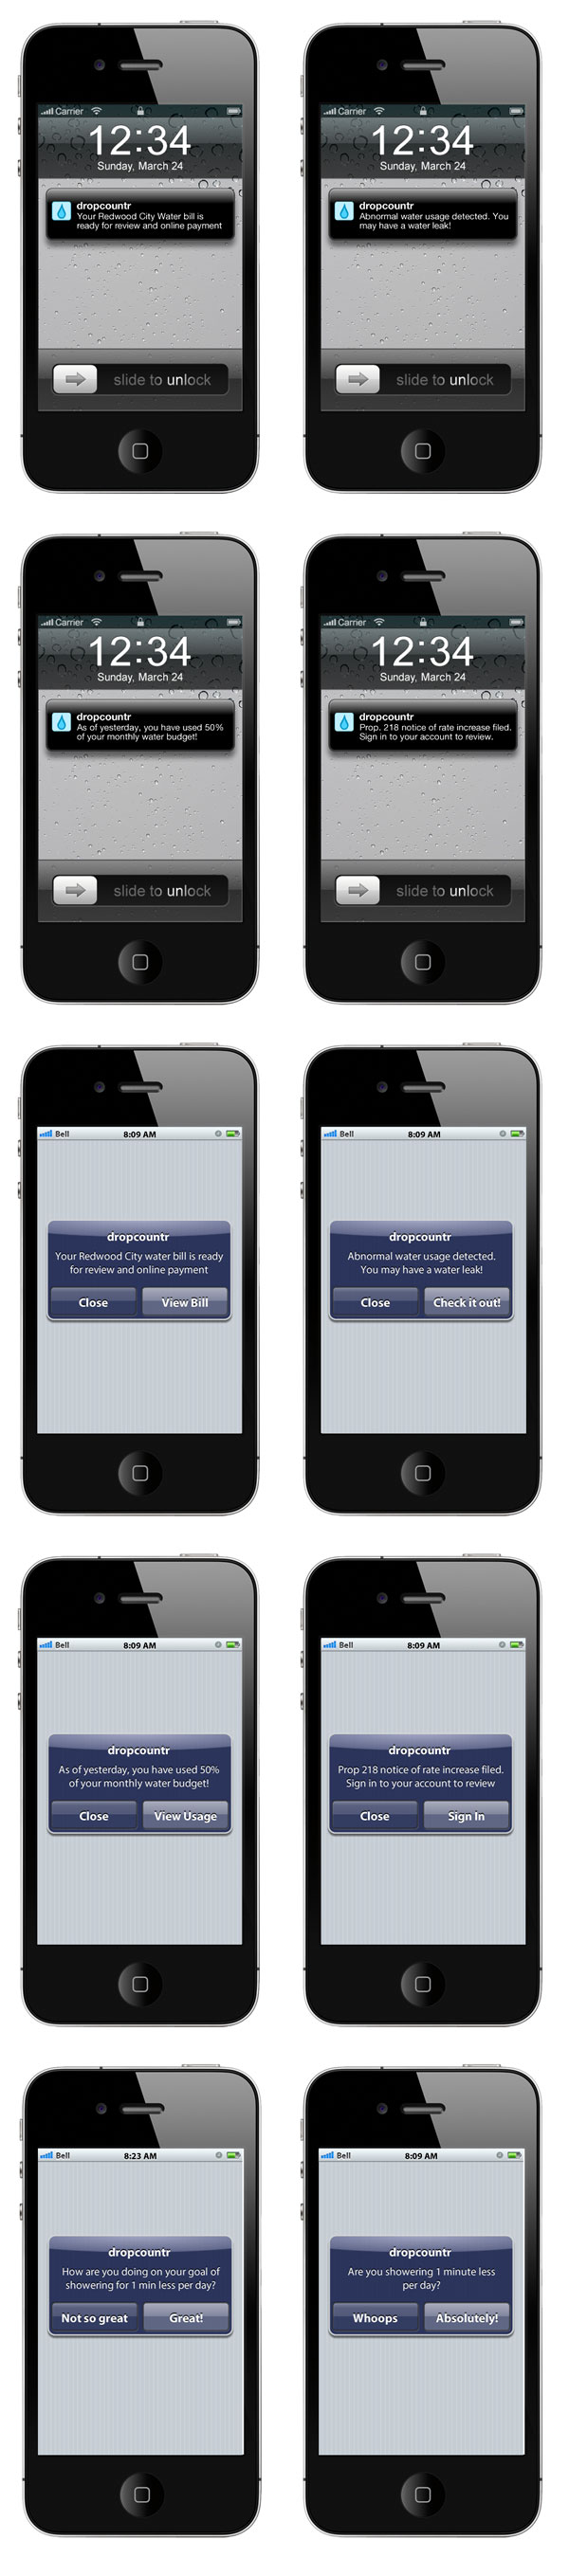 Carrier
12:34
Sunday, March 24
dropcountr
Your Redwood City Water bill is
ready for review and online payment
slide to unlock
Carrier
12:34
Sunday, March 24
dropcountr
Abnormal water usage detected. You
may have a water leak!
slide to unlock
Carrier
12:34
Sunday, March 24
dropcountr
As of yesterday, you have used 50%
of your monthly water budget!
slide to unlock
Carrier
12:34
Sunday, March 24
dropcountr
Prop. 218 notice of rate increase filed.
Sign in to your account to review.
slide to unlock
Bell 8:09 AM
dropcountr
Your Redwood City water bill is ready
for review and online payment
Close View Bill
Bell 8:09 AM
dropcountr
Abnormal water usage detected.
You may have a water leak!
Close Check it out!
Bell 8:09 AM
dropcountr
As of yesterday, you have used 50%
of your monthly water budget!
Close View Usage
Bell 8:09 AM
dropcountr
Prop 218 notice of rate increase filed.
Sign in to your account to review
Close Sign In
Bell 8:23 AM
dropcountr
How are you doing on your goal of
showering for 1 min less per day?
Not so great Great!
Bell 8:09 AM
dropcountr
Are you showering 1 minute less
per day?
Whoops Absolutely!